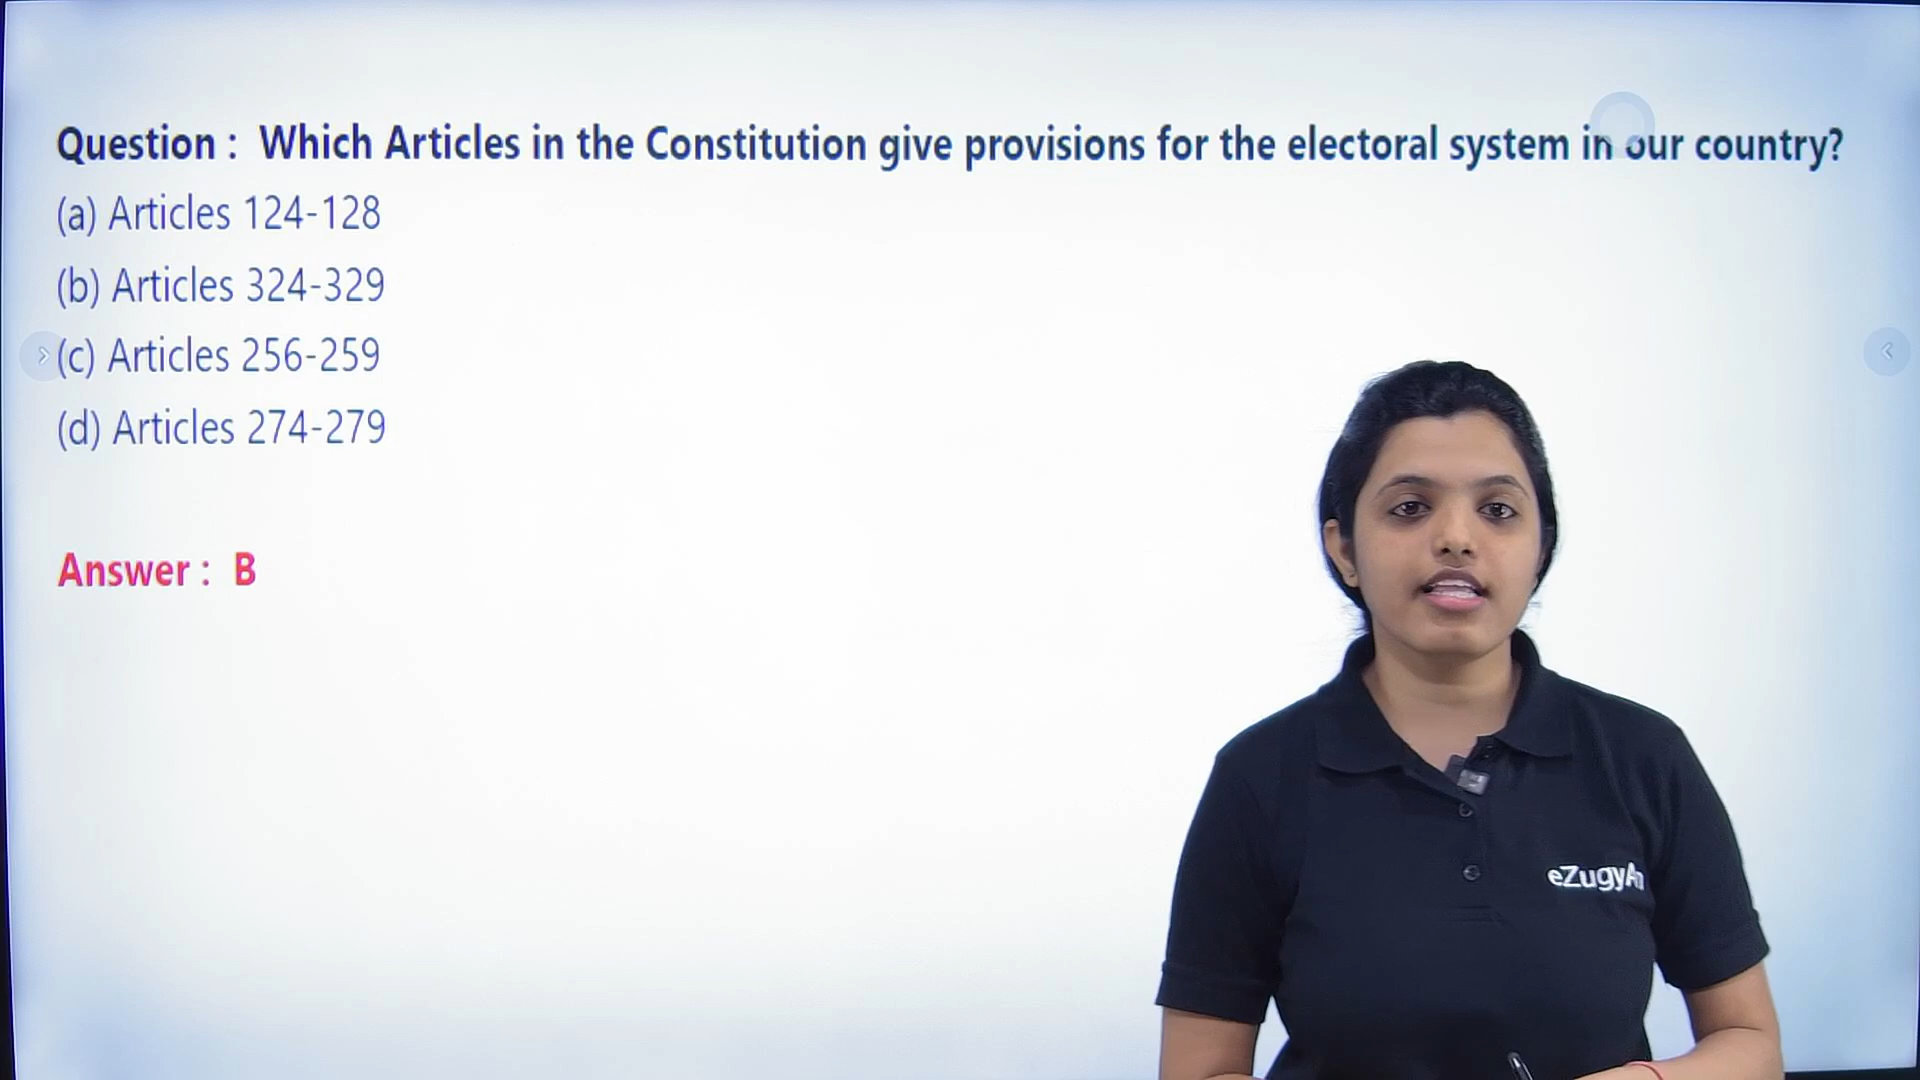 Question : Which Articles in the Constitution give provisions for the electoral system in our country?
(a) Articles 124-128
(b) Articles 324-329
(c) Articles 256-259
(d) Articles 274-279
Answer : B